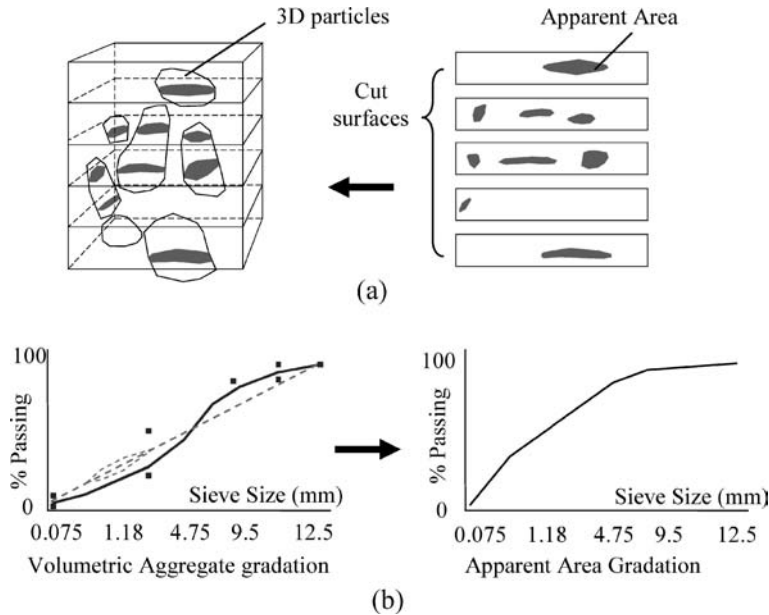 3D particles
Apparent Area
Cut
surfaces
(a)
100
% Passing
0
Sieve Size (mm)
0.075 1.18 4.75 9.5 12.5
Volumetric Aggregate gradation
100
% Passing
0
Sieve Size (mm)
0.075 1.18 4.75 9.5 12.5
Apparent Area Gradation
(b)